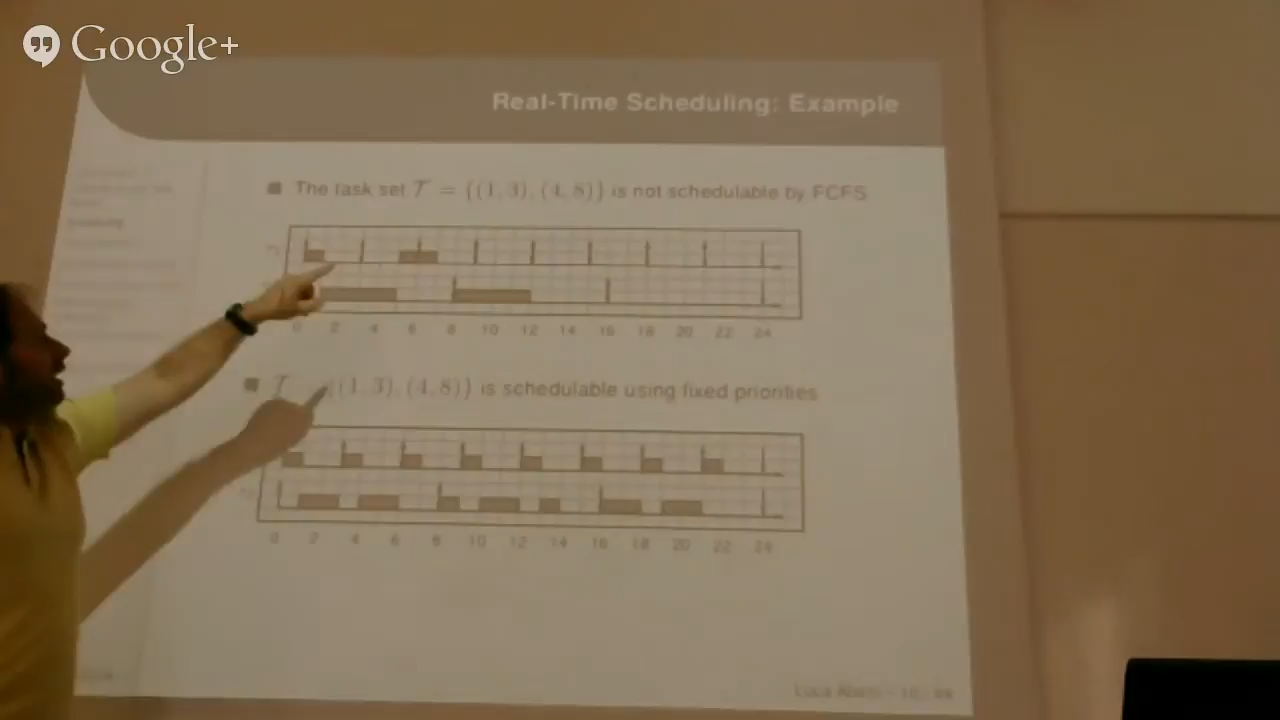 Google+
Real-Time Scheduling: Example
The task set T = {(1, 3), (4, 8)} is not schedulable by FCFS
0 2 4 6 8 10 12 14 16 18 20 22 24
T {(1, 3), (4, 8)} is schedulable using fixed priorities
0 2 4 6 8 10 12 14 16 18 20 22 24